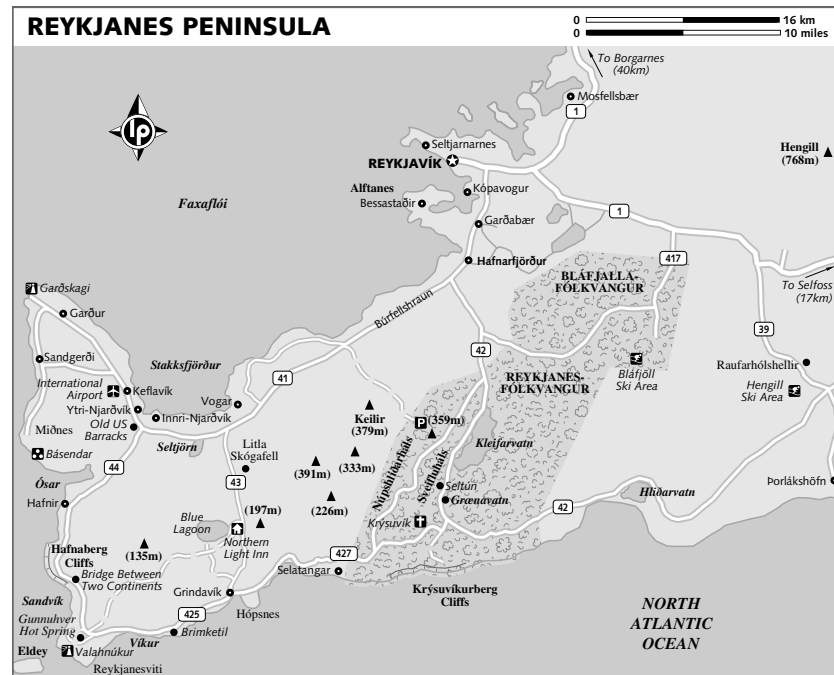 REYKJANES PENINSULA
0 16 km
0 10 miles
To Borgarnes
(40km)
Mosfellsbær
1
lp
Seltjarnarnes
REYKJAVÍK
Hengill
(768m)
Kópavogur
Alftanes
Bessastaðir
Faxaflói
1
Garðabær
Hafnarfjörður
417
BLÁFJALLA-
FÓLKVANGUR
To Selfoss
(17km)
Garðskagi
Garður
Búrfellshraun
39
Sandgerði
Stakksfjörður
42
Raufarhólshellir
41
REYKJANES-
FÓLKVANGUR
Bláfjöll
Ski Area
Hengill
Ski Area
International
Airport
Keflavík
Vogar
Keilir
(379m)
P
(359m)
Ytri-Njarðvík
Innri-Njarðvík
Old US
Barracks
Miðnes
Seltjörn
Kleifarvatn
Litla
Skógafell
Básendar
(333m)
(391m)
Núpshlíðarháls
Sveifluháls
44
43
Ósar
Seltún
Hlíðarvatn
Þorlákshöfn
Hafnir
(226m)
Grænavatn
42
(197m)
Krýsuvík
Blue
Lagoon
Northern
Light Inn
Hafnaberg
Cliffs
(135m)
427
Bridge Between
Two Continents
Selatangar
Krýsuvíkurberg
Cliffs
Grindavík
Sandvík
Hópsnes
425
NORTH
ATLANTIC
OCEAN
Gunnuhver
Hot Spring
Víkur
Brimketil
Eldey
Valahnúkur
Reykjanesviti